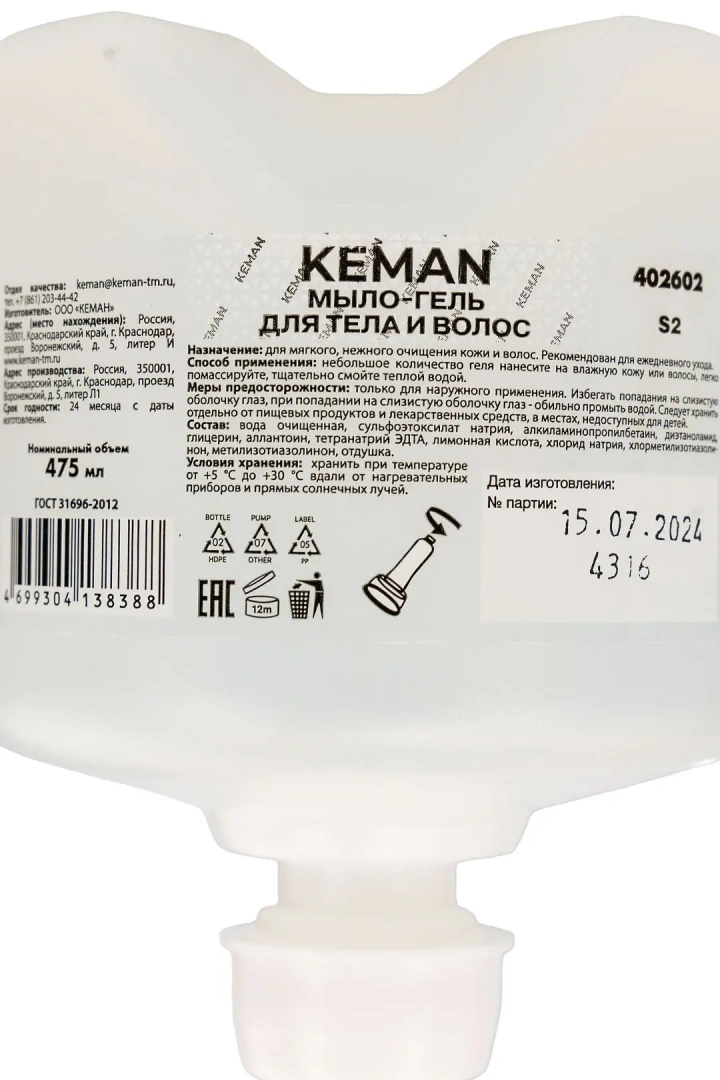 KEMAN
МЫЛО-ГЕЛЬ
ДЛЯ ТЕЛА И ВОЛОС
402602
S2
Отдел качества: keman@keman-tm.ru,
тел. +7 (861) 203-44-42
Изготовитель: ООО «КЕМАН»
Адрес (место нахождения): Россия,
350001, Краснодарский край, г. Краснодар,
проезд Воронежский, д. 5, литер И
www.keman-tm.ru
Адрес производства: Россия, 350001,
Краснодарский край, г. Краснодар, проезд
Воронежский, д. 5, литер Л1
Срок годности: 24 месяца с даты
изготовления.
Номинальный объем
475 мл
ГОСТ 31696-2012
4 699304 138388
Назначение: для мягкого, нежного очищения кожи и волос. Рекомендован для ежедневного ухода.
Способ применения: небольшое количество геля нанесите на влажную кожу или волосы, легко
помассируйте, тщательно смойте теплой водой.
Меры предосторожности: только для наружного применения. Избегать попадания на слизистую
оболочку глаз, при попадании на слизистую оболочку глаз - обильно промыть водой. Следует хранить
отдельно от пищевых продуктов и лекарственных средств, в местах, недоступных для детей.
Состав: вода очищенная, сульфоэтоксилат натрия, алкиламинопропилбетаин, диэтаноламид,
глицерин, аллантоин, тетранатрий ЭДТА, лимонная кислота, хлорид натрия, хлорметилизотиазоли-
нон, метилизотиазолинон, отдушка.
Условия хранения: хранить при температуре
от +5 °C до +30 °C вдали от нагревательных
приборов и прямых солнечных лучей.
BOTTLE PUMP LABEL
02 07 05
HDPE OTHER PP
EAC 12m
Дата изготовления:
№ партии:
15.07.2024
4316
KEMAN
KEMAN
KEMAN